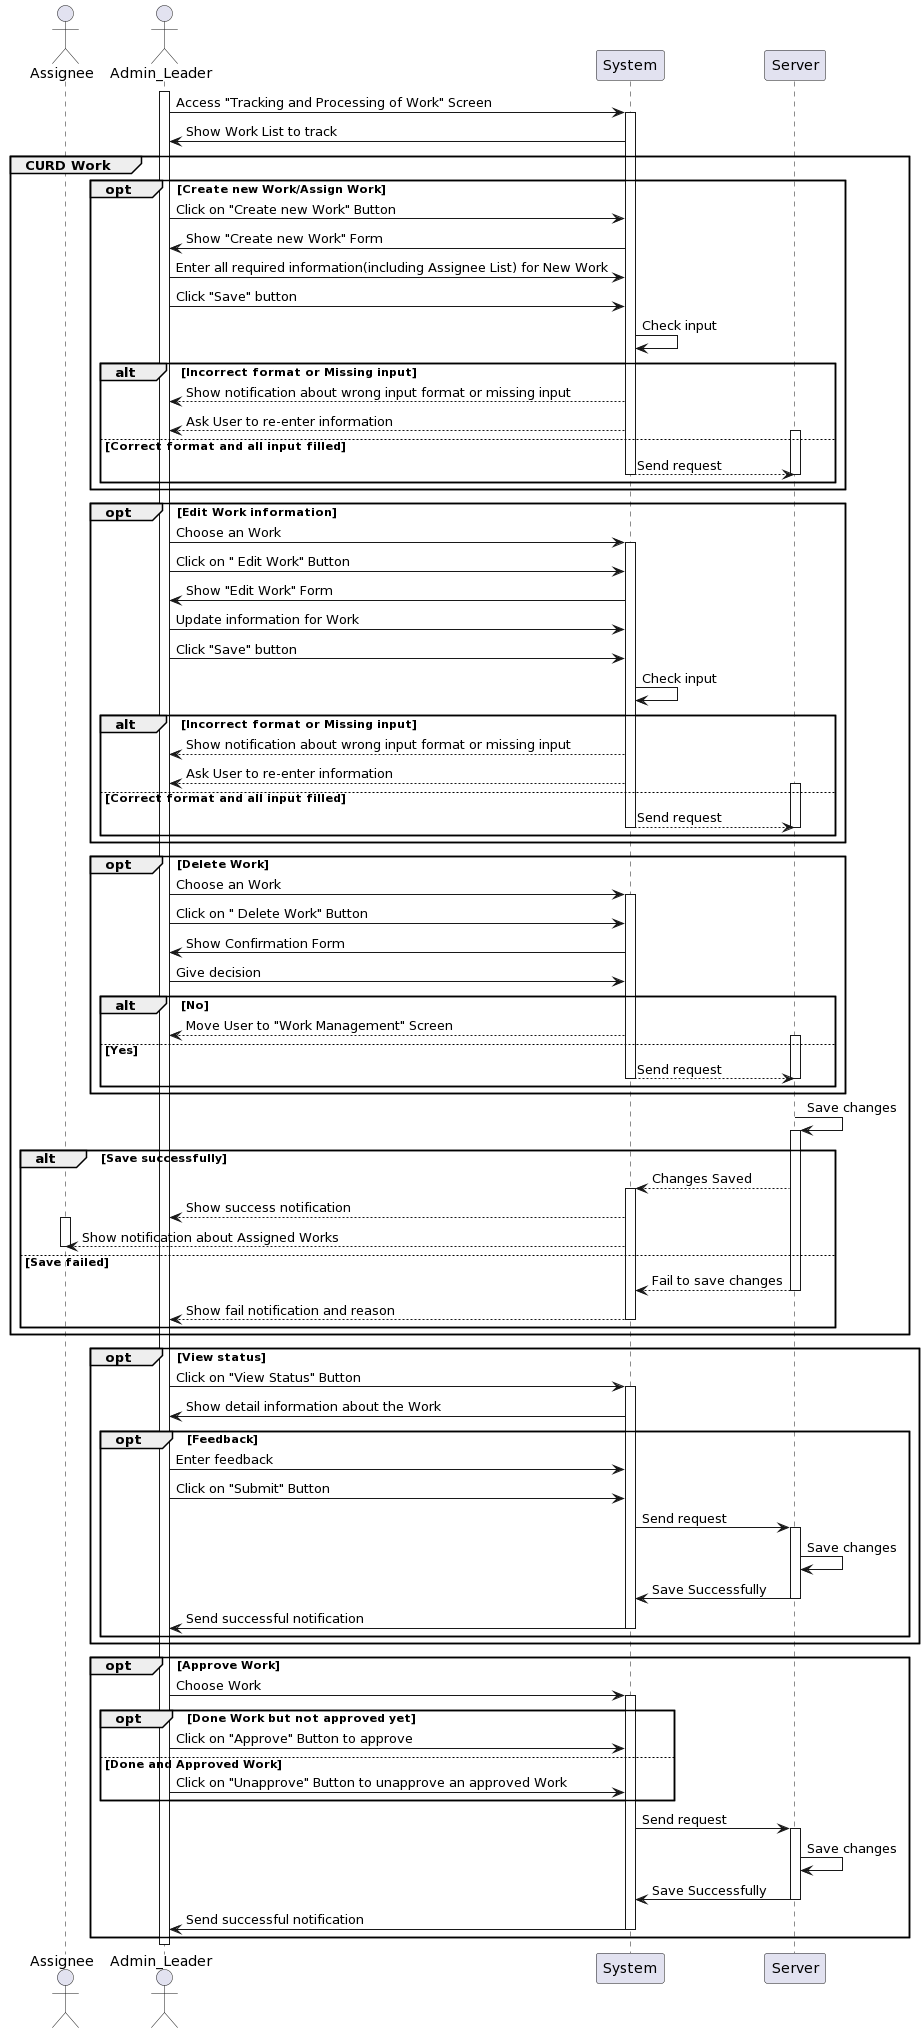 Assignee
Admin_Leader
System
Server
Access "Tracking and Processing of Work" Screen
Show Work List to track
CURD Work
opt [Create new Work/Assign Work]
Click on "Create new Work" Button
Show "Create new Work" Form
Enter all required information(including Assignee List) for New Work
Click "Save" button
Check input
alt [Incorrect format or Missing input]
Show notification about wrong input format or missing input
Ask User to re-enter information
[Correct format and all input filled]
Send request
opt [Edit Work information]
Choose an Work
Click on " Edit Work" Button
Show "Edit Work" Form
Update information for Work
Click "Save" button
Check input
alt [Incorrect format or Missing input]
Show notification about wrong input format or missing input
Ask User to re-enter information
[Correct format and all input filled]
Send request
opt [Delete Work]
Choose an Work
Click on " Delete Work" Button
Show Confirmation Form
Give decision
alt [No]
Move User to "Work Management" Screen
[Yes]
Send request
Save changes
alt [Save successfully]
Changes Saved
Show success notification
Show notification about Assigned Works
[Save failed]
Fail to save changes
Show fail notification and reason
opt [View status]
Click on "View Status" Button
Show detail information about the Work
opt [Feedback]
Enter feedback
Click on "Submit" Button
Send request
Save changes
Save Successfully
Send successful notification
opt [Approve Work]
Choose Work
opt [Done Work but not approved yet]
Click on "Approve" Button to approve
[Done and Approved Work]
Click on "Unapprove" Button to unapprove an approved Work
Send request
Save changes
Save Successfully
Send successful notification
Assignee
Admin_Leader
System
Server